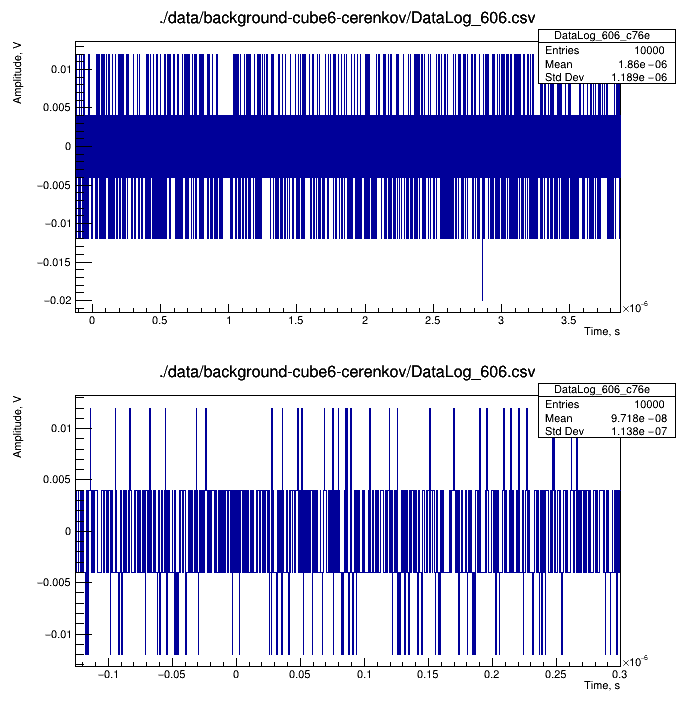 ./data/background-cube6-cerenkov/DataLog_606.csv
DataLog_606_c76e
Entries 10000
Mean 1.86e−06
Std Dev 1.189e−06
Amplitude, V
0.01
0.005
0
−0.005
−0.01
−0.015
−0.02
0 0.5 1 1.5 2 2.5 3 3.5
×10−6
Time, s
./data/background-cube6-cerenkov/DataLog_606.csv
DataLog_606_c76e
Entries 10000
Mean 9.718e−08
Std Dev 1.138e−07
Amplitude, V
0.01
0.005
0
−0.005
−0.01
−0.1 −0.05 0 0.05 0.1 0.15 0.2 0.25 0.3
×10−6
Time, s